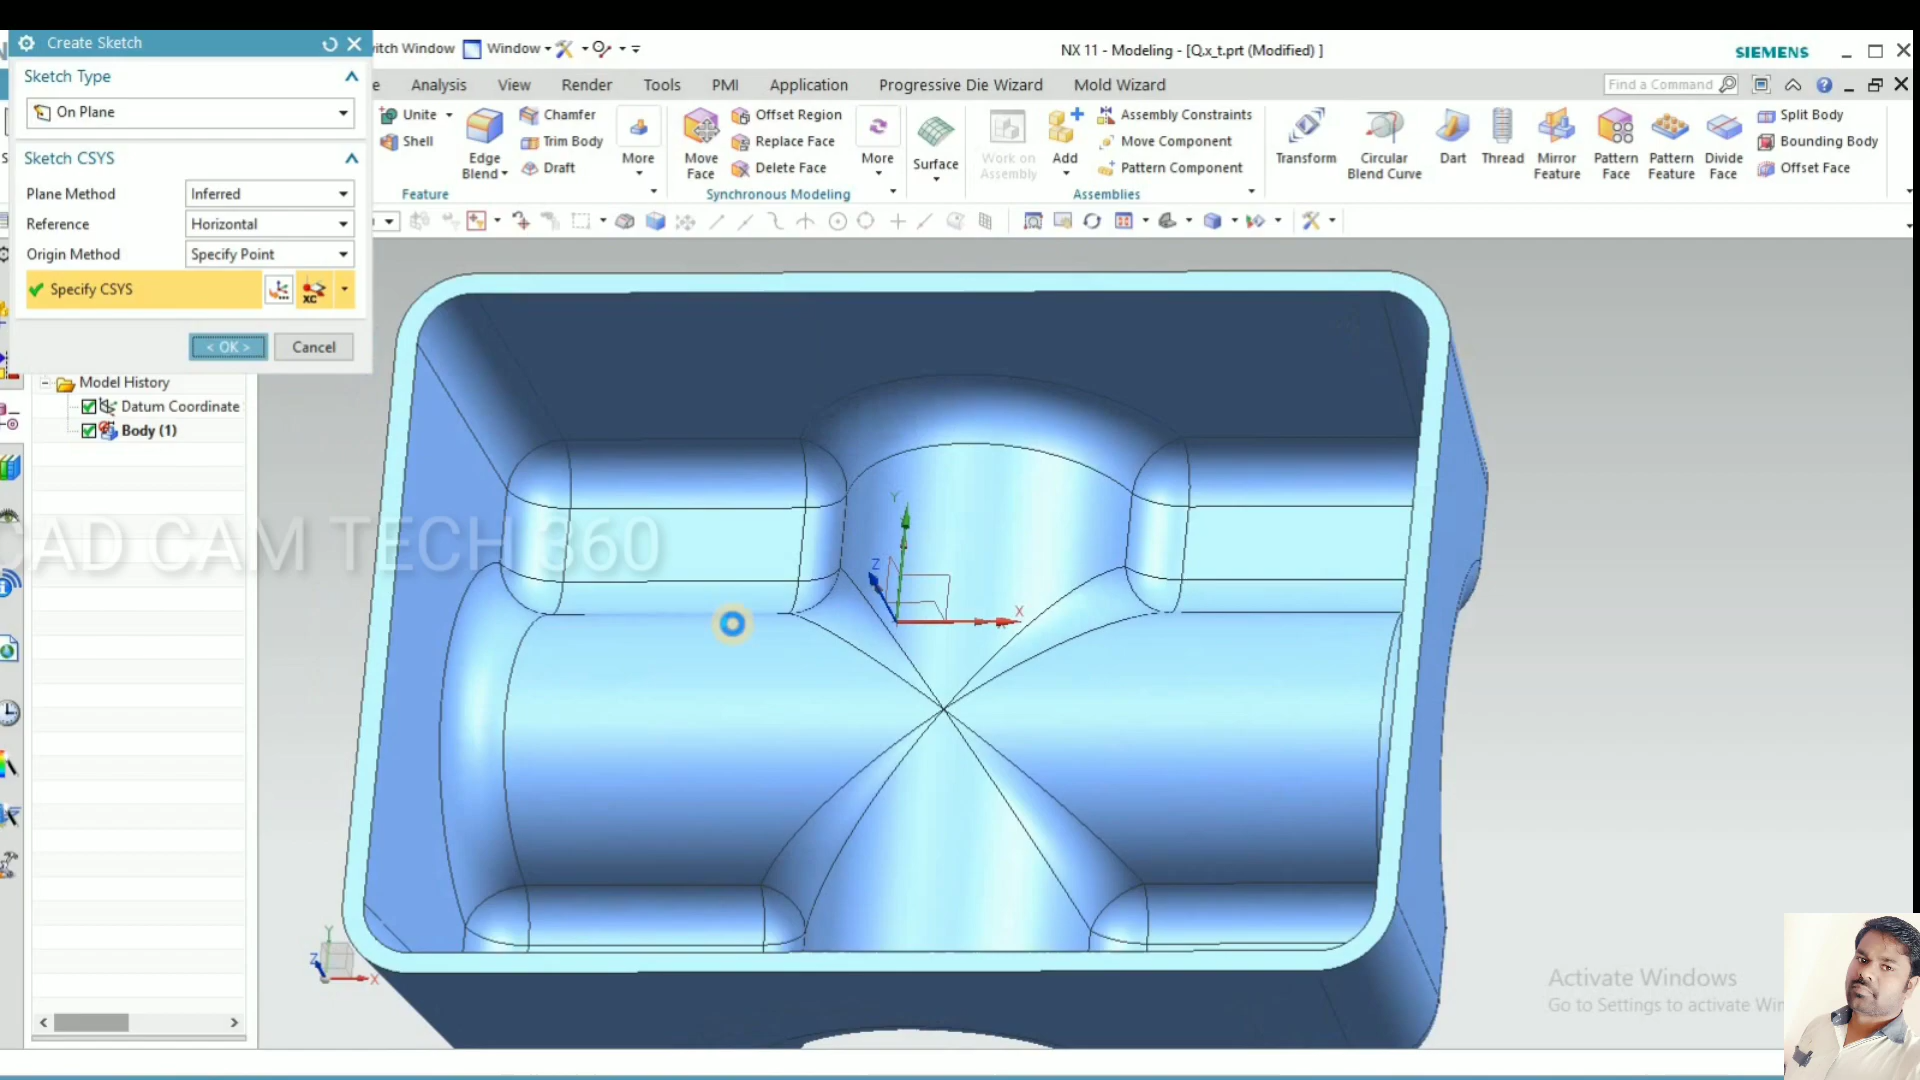 Create Sketch
itch Window Window
NX 11 - Modeling - [Q.x_t.prt (Modified) ]
SIEMENS
Sketch Type
On Plane
Sketch CSYS
Plane Method Inferred
Reference Horizontal
Origin Method Specify Point
Specify CSYS
XC
< OK > Cancel
e Analysis View Render Tools PMI Application Progressive Die Wizard Mold Wizard
Find a Command
Unite
Shell
Edge Blend
Chamfer
Trim Body
Draft
More
Feature
Move Face
Offset Region
Replace Face
Delete Face
More
Synchronous Modeling
Surface
Work on Assembly
Add
Assembly Constraints
Move Component
Pattern Component
Assemblies
Transform
Circular Blend Curve
Dart
Thread
Mirror Feature
Pattern Face
Pattern Feature
Divide Face
Split Body
Bounding Body
Offset Face
Model History
Datum Coordinate
Body (1)
CAD CAM TECH 360
Y
Z
X
Y
Z
X
Activate Windows
Go to Settings to activate Win